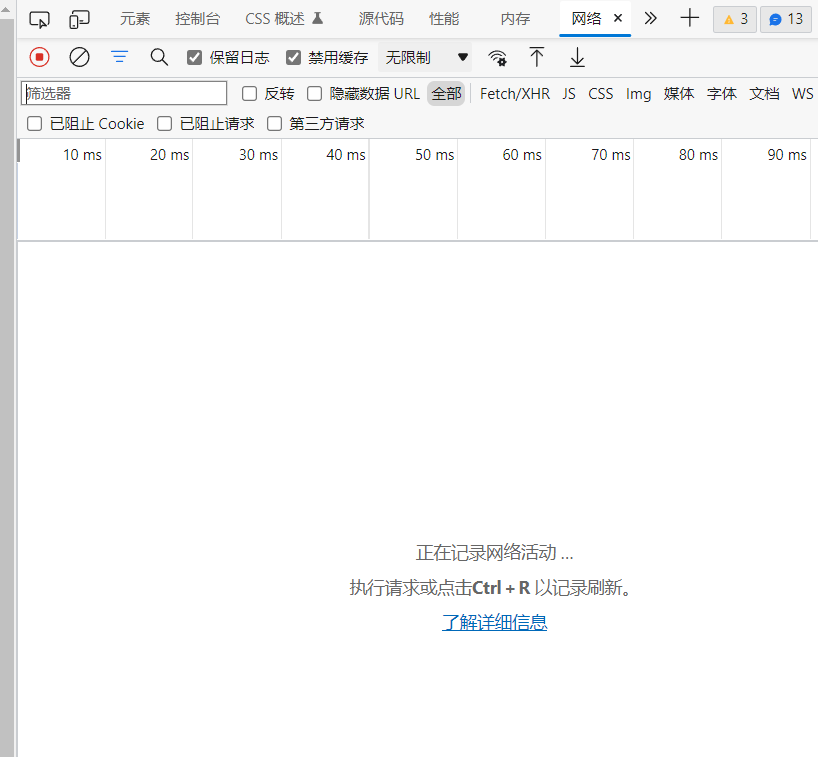 元素 控制台 CSS 概述 源代码 性能 内存 网络 3 13
保留日志 禁用缓存 无限制
筛选器 反转 隐藏数据 URL 全部 Fetch/XHR JS CSS Img 媒体 字体 文档 WS
已阻止 Cookie 已阻止请求 第三方请求
10 ms 20 ms 30 ms 40 ms 50 ms 60 ms 70 ms 80 ms 90 ms
正在记录网络活动 ...
执行请求或点击Ctrl + R 以记录刷新。
了解详细信息